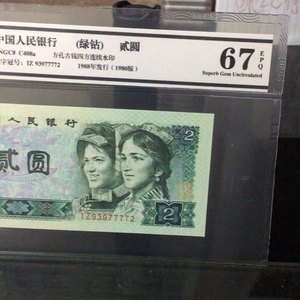 中国人民银行 (绿钻) 贰圆
NGC# C408a 方孔古钱四方连续水印
字冠号: IZ 93977772 1988年发行 (1980版)
67 EPQ
Superb Gem Uncirculated
人民银行
贰圆
IZ93977772
2